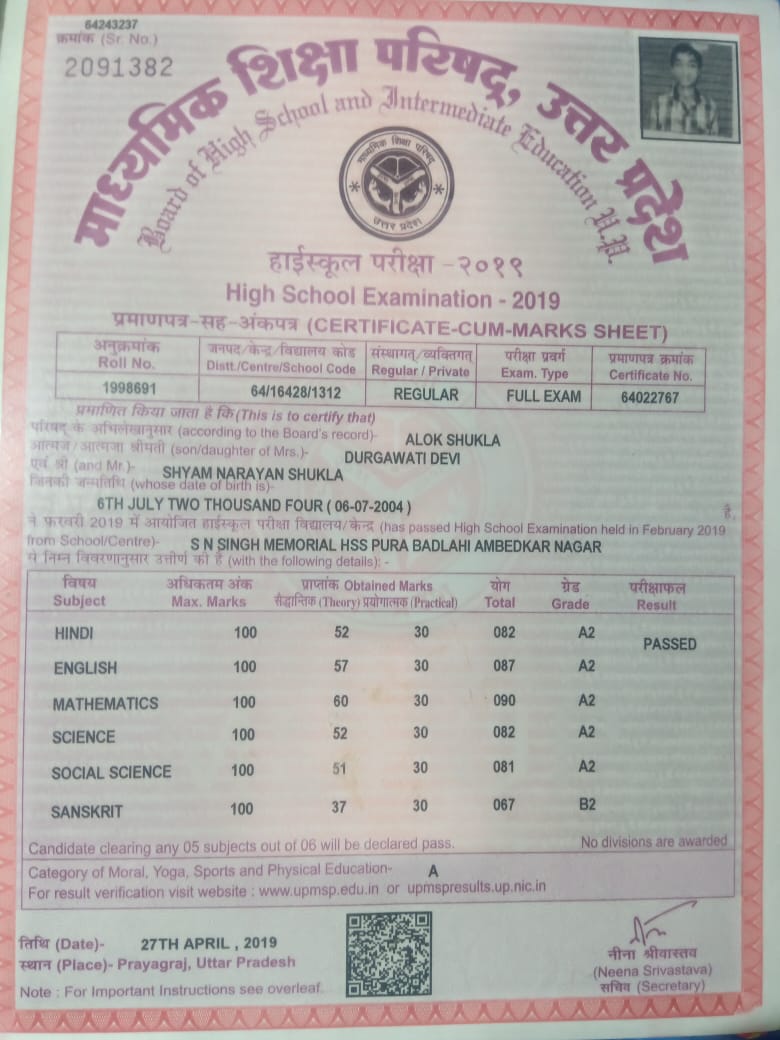 64243237
क्रमांक (Sr. No.)
2091382
माध्यमिक शिक्षा परिषद्, उत्तर प्रदेश
Board of High School and Intermediate Education U.P.
माध्यमिक शिक्षा परिषद्
उत्तर प्रदेश
हाईस्कूल परीक्षा - २०१९
High School Examination - 2019
प्रमाणपत्र-सह-अंकपत्र (CERTIFICATE-CUM-MARKS SHEET)
अनुक्रमांक जनपद/केन्द्र/विद्यालय कोड संस्थागत/व्यक्तिगत परीक्षा प्रवर्ग प्रमाणपत्र क्रमांक
Roll No. Distt./Centre/School Code Regular / Private Exam. Type Certificate No.
1998691 64/16428/1312 REGULAR FULL EXAM 64022767
प्रमाणित किया जाता है कि (This is to certify that)
परिषद् के अभिलेखानुसार (according to the Board's record)- ALOK SHUKLA
आत्मज/आत्मजा श्रीमती (son/daughter of Mrs.)- DURGAWATI DEVI
एवं श्री (and Mr.)- SHYAM NARAYAN SHUKLA
जिनकी जन्मतिथि (whose date of birth is)-
6TH JULY TWO THOUSAND FOUR ( 06-07-2004 ) है,
ने फरवरी 2019 में आयोजित हाईस्कूल परीक्षा विद्यालय/केन्द्र (has passed High School Examination held in February 2019
from School/Centre)- S N SINGH MEMORIAL HSS PURA BADLAHI AMBEDKAR NAGAR
से निम्न विवरणानुसार उत्तीर्ण की है (with the following details): -
विषय अधिकतम अंक प्राप्तांक Obtained Marks योग ग्रेड परीक्षाफल
Subject Max. Marks सैद्धान्तिक (Theory) प्रयोगात्मक (Practical) Total Grade Result
HINDI 100 52 30 082 A2 PASSED
ENGLISH 100 57 30 087 A2
MATHEMATICS 100 60 30 090 A2
SCIENCE 100 52 30 082 A2
SOCIAL SCIENCE 100 51 30 081 A2
SANSKRIT 100 37 30 067 B2
Candidate clearing any 05 subjects out of 06 will be declared pass. No divisions are awarded
Category of Moral, Yoga, Sports and Physical Education- A
For result verification visit website : www.upmsp.edu.in or upmspresults.up.nic.in
तिथि (Date)- 27TH APRIL , 2019
स्थान (Place)- Prayagraj, Uttar Pradesh
Note : For Important Instructions see overleaf.
नीना श्रीवास्तव
(Neena Srivastava)
सचिव (Secretary)